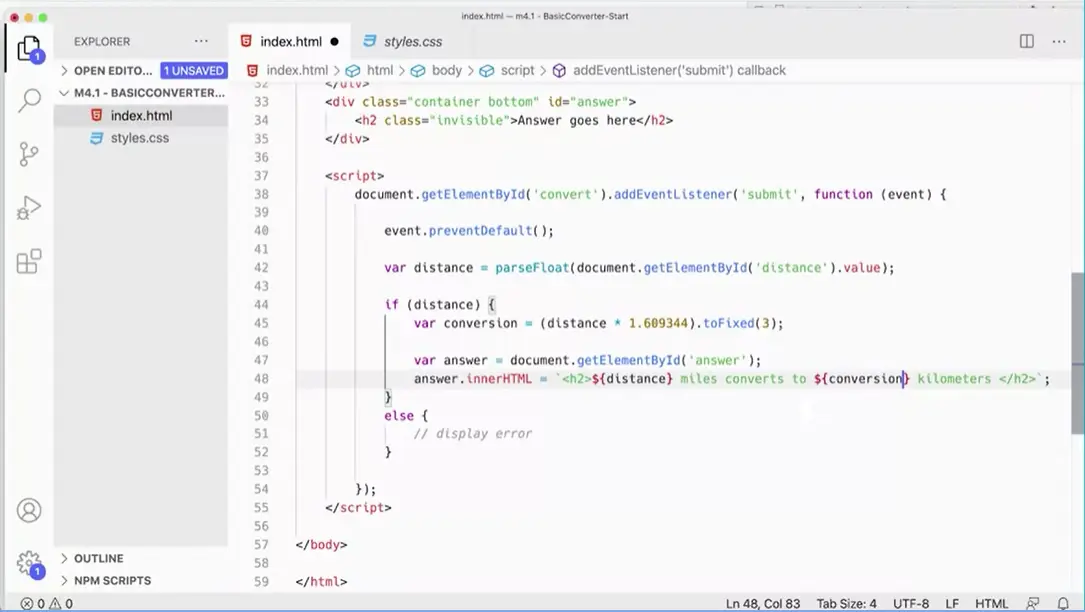 index.html — m4.1 - BasicConverter-Start
EXPLORER
index.html
styles.css
1
OPEN EDITO... 1 UNSAVED
index.html > html > body > script > addEventListener('submit') callback
M4.1 - BASICCONVERTER...
index.html
styles.css
32 </div>
33 <div class="container bottom" id="answer">
34 <h2 class="invisible">Answer goes here</h2>
35 </div>
36
37 <script>
38 document.getElementById('convert').addEventListener('submit', function (event) {
39
40 event.preventDefault();
41
42 var distance = parseFloat(document.getElementById('distance').value);
43
44 if (distance) {
45 var conversion = (distance * 1.609344).toFixed(3);
46
47 var answer = document.getElementById('answer');
48 answer.innerHTML = `<h2>${distance} miles converts to ${conversion} kilometers </h2>`;
49 }
50 else {
51 // display error
52 }
53
54 });
55 </script>
56
57 </body>
58
59 </html>
OUTLINE
1
NPM SCRIPTS
0 0
Ln 48, Col 83 Tab Size: 4 UTF-8 LF HTML